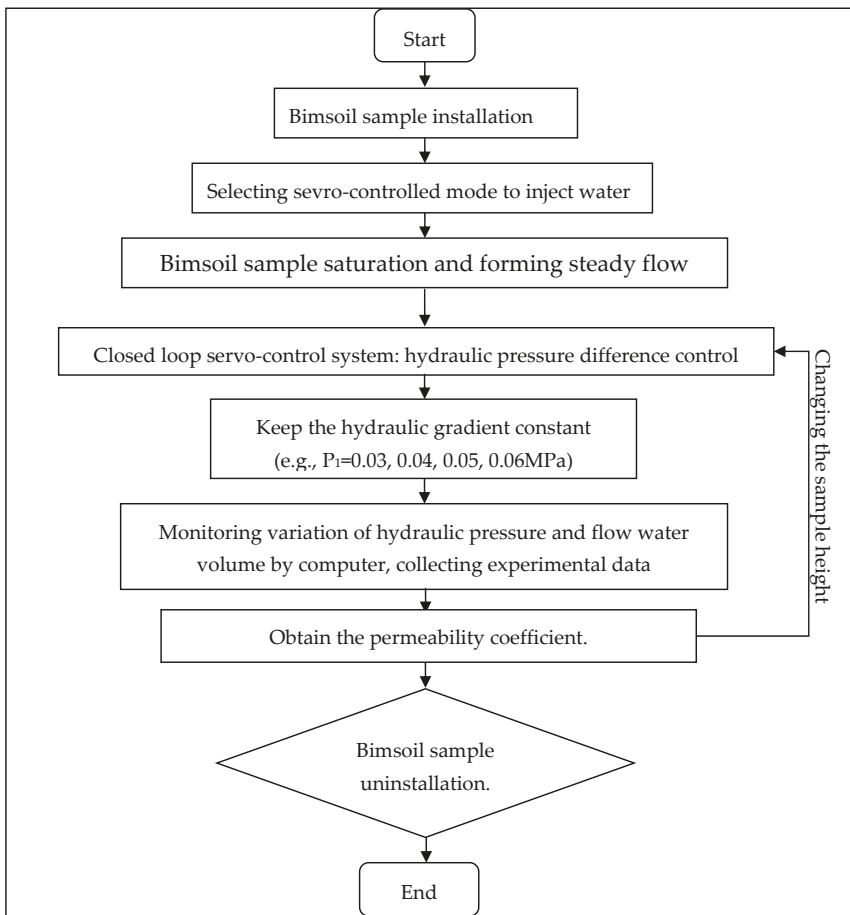 Start
Bimsoil sample installation
Selecting sevro-controlled mode to inject water
Bimsoil sample saturation and forming steady flow
Closed loop servo-control system: hydraulic pressure difference control
Keep the hydraulic gradient constant
(e.g., P₁=0.03, 0.04, 0.05, 0.06MPa)
Monitoring variation of hydraulic pressure and flow water
volume by computer, collecting experimental data
Obtain the permeability coefficient.
Changing the sample height
Bimsoil sample
uninstallation.
End